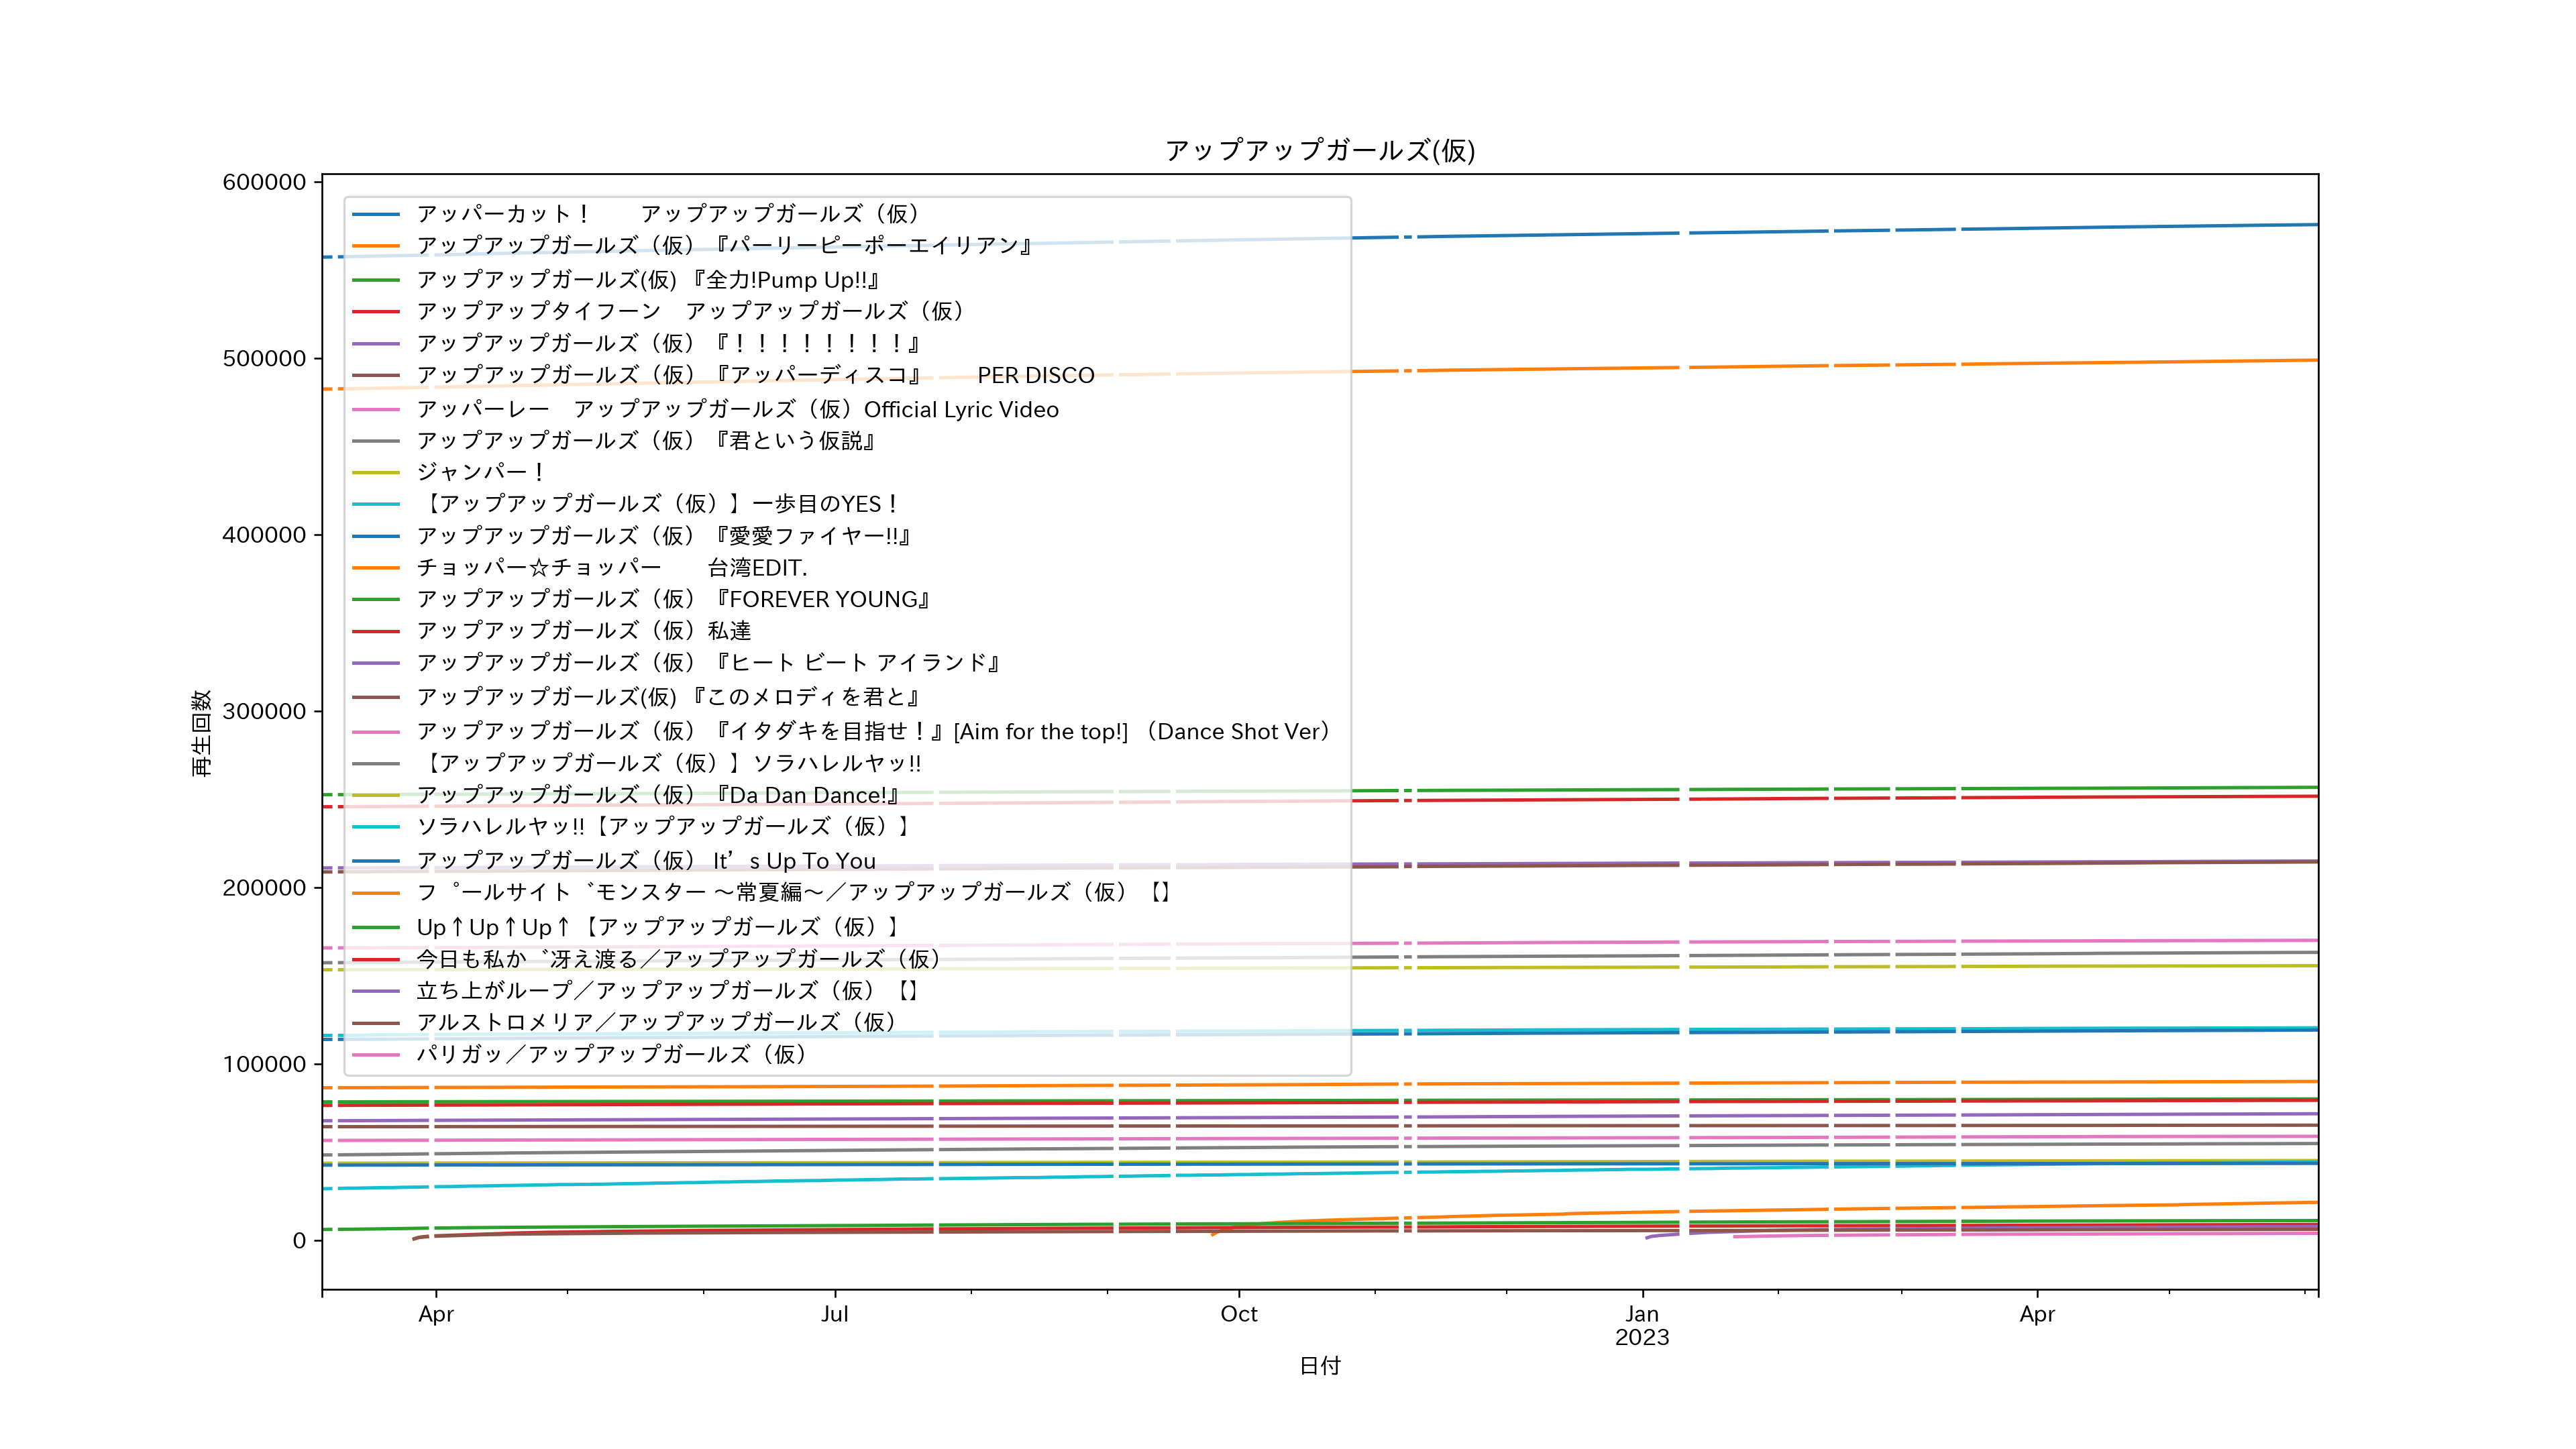 アップアップガールズ(仮)
600000
500000
400000
300000
200000
100000
0
再生回数
アッパーカット！　　アップアップガールズ（仮）
アップアップガールズ（仮）『パーリーピーポーエイリアン』
アップアップガールズ(仮) 『全力!Pump Up!!』
アップアップタイフーン　アップアップガールズ（仮）
アップアップガールズ（仮）『！！！！！！！！』
アップアップガールズ（仮）『アッパーディスコ』　　PER DISCO
アッパーレー　アップアップガールズ（仮）Official Lyric Video
アップアップガールズ（仮）『君という仮説』
ジャンパー！
【アップアップガールズ（仮）】一歩目のYES！
アップアップガールズ（仮）『愛愛ファイヤー!!』
チョッパー☆チョッパー　　台湾EDIT.
アップアップガールズ（仮）『FOREVER YOUNG』
アップアップガールズ（仮）私達
アップアップガールズ（仮）『ヒート ビート アイランド』
アップアップガールズ(仮) 『このメロディを君と』
アップアップガールズ（仮）『イタダキを目指せ！』[Aim for the top!] （Dance Shot Ver）
【アップアップガールズ（仮）】ソラハレルヤッ!!
アップアップガールズ（仮）『Da Dan Dance!』
ソラハレルヤッ!!【アップアップガールズ（仮）】
アップアップガールズ（仮） It’s Up To You
フ゜ールサイト゛モンスター 〜常夏編〜／アップアップガールズ（仮）【】
Up↑Up↑Up↑【アップアップガールズ（仮）】
今日も私か゛冴え渡る／アップアップガールズ（仮）
立ち上がループ／アップアップガールズ（仮）【】
アルストロメリア／アップアップガールズ（仮）
パリガッ／アップアップガールズ（仮）
Apr Jul Oct Jan Apr
2023
日付